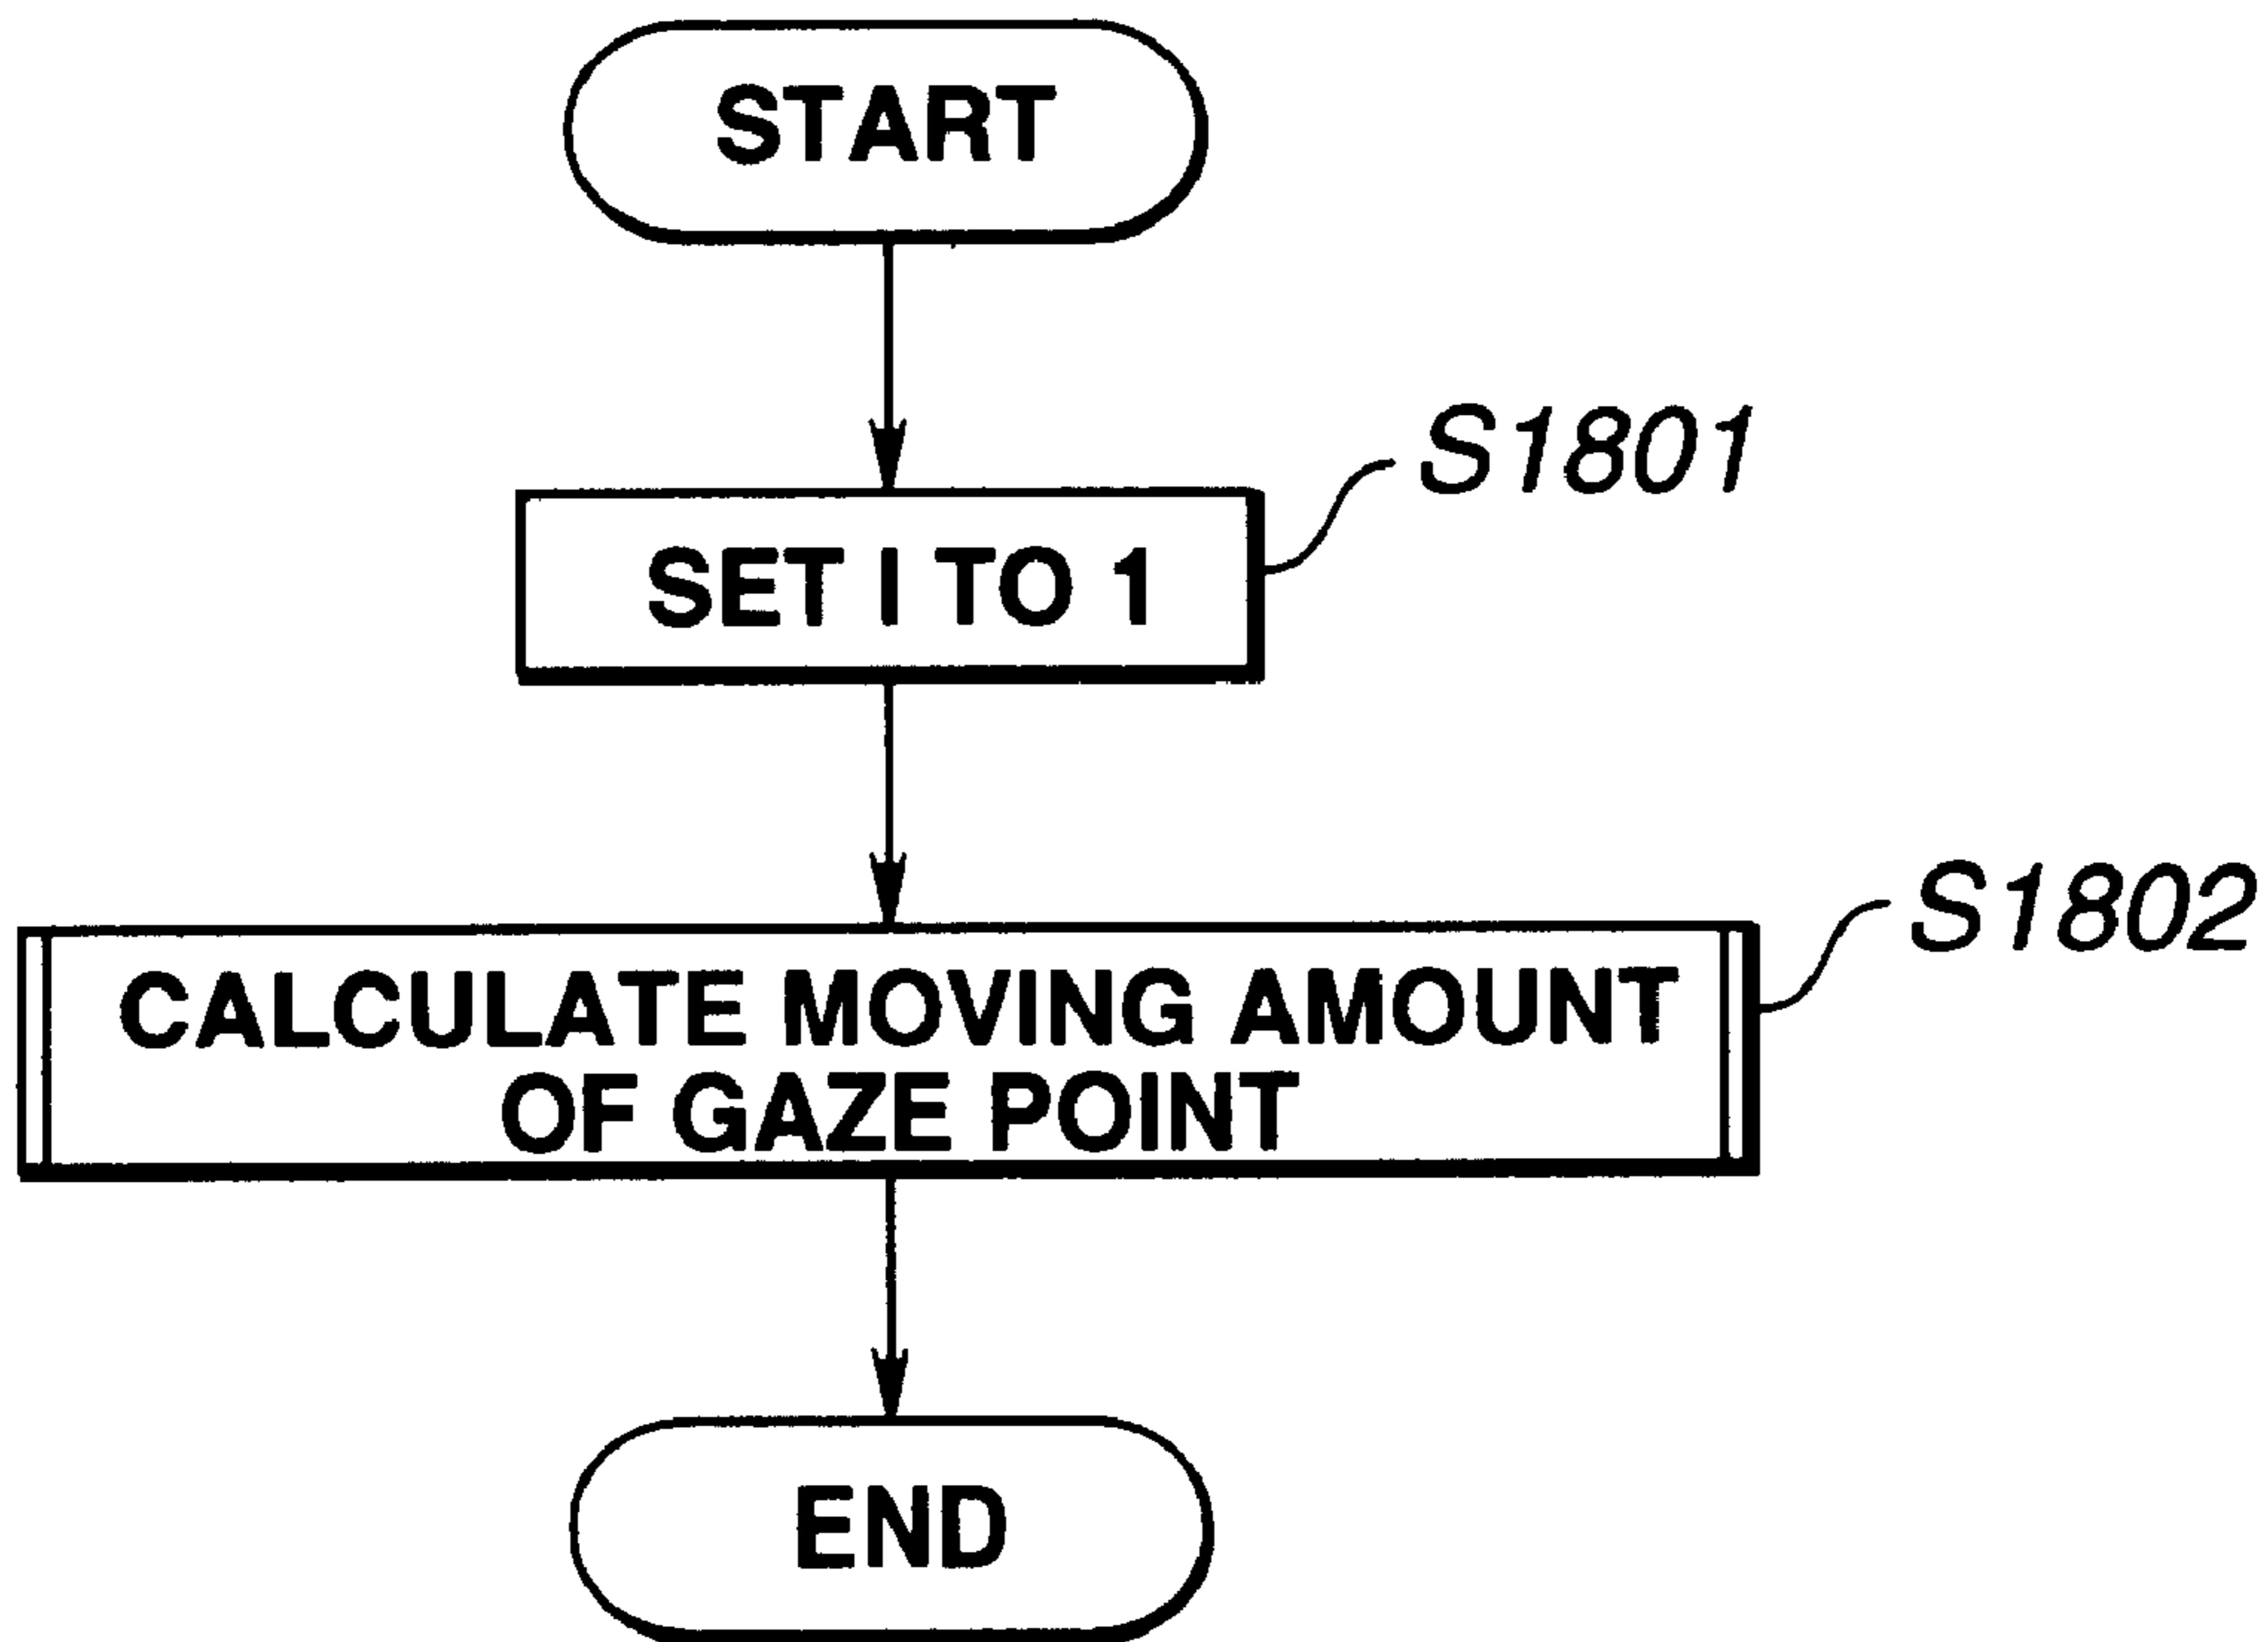 START
S1801
SET I TO 1
S1802
CALCULATE MOVING AMOUNT
OF GAZE POINT
END